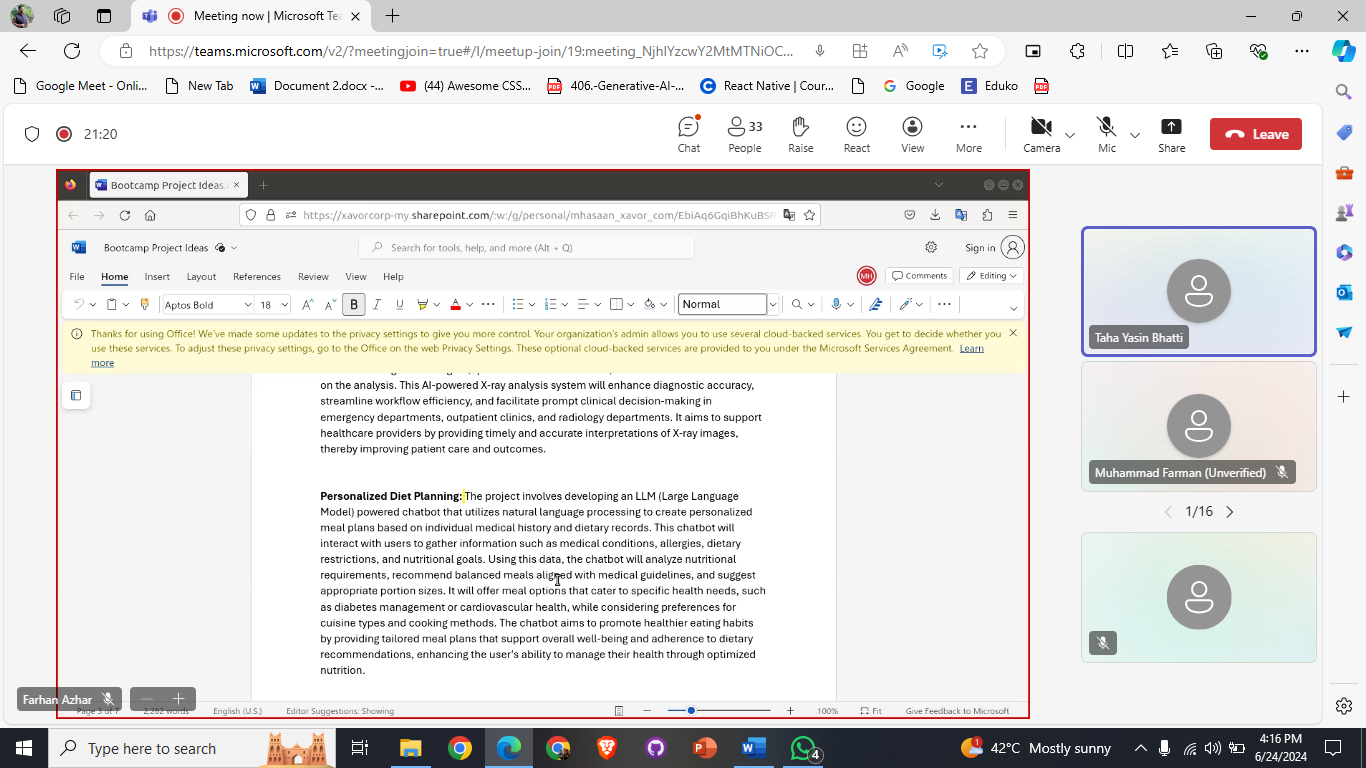 Meeting now | Microsoft Tea
https://teams.microsoft.com/v2/?meetingjoin=true#/l/meetup-join/19:meeting_NjhlYzcwY2MtMTNiOC...
Google Meet - Onli...
New Tab
Document 2.docx -...
(44) Awesome CSS...
406.-Generative-AI-...
React Native | Cour...
Google
Eduko
21:20
33
Chat
People
Raise
React
View
More
Camera
Mic
Share
Leave
Bootcamp Project Ideas.
https://xavorcorp-my.sharepoint.com/:w:/g/personal/mhasaan_xavor_com/EbiAq6GqiBhKuBSR
Bootcamp Project Ideas
Search for tools, help, and more (Alt + Q)
Sign in
File Home Insert Layout References Review View Help
MH
Comments
Editing
Aptos Bold
18
B
Normal
Thanks for using Office! We've made some updates to the privacy settings to give you more control. Your organization's admin allows you to use several cloud-backed services. You get to decide whether you
use these services. To adjust these privacy settings, go to the Office on the web Privacy Settings. These optional cloud-backed services are provided to you under the Microsoft Services Agreement. Learn
more
on the analysis. This AI-powered X-ray analysis system will enhance diagnostic accuracy,
streamline workflow efficiency, and facilitate prompt clinical decision-making in
emergency departments, outpatient clinics, and radiology departments. It aims to support
healthcare providers by providing timely and accurate interpretations of X-ray images,
thereby improving patient care and outcomes.
Personalized Diet Planning: The project involves developing an LLM (Large Language
Model) powered chatbot that utilizes natural language processing to create personalized
meal plans based on individual medical history and dietary records. This chatbot will
interact with users to gather information such as medical conditions, allergies, dietary
restrictions, and nutritional goals. Using this data, the chatbot will analyze nutritional
requirements, recommend balanced meals aligned with medical guidelines, and suggest
appropriate portion sizes. It will offer meal options that cater to specific health needs, such
as diabetes management or cardiovascular health, while considering preferences for
cuisine types and cooking methods. The chatbot aims to promote healthier eating habits
by providing tailored meal plans that support overall well-being and adherence to dietary
recommendations, enhancing the user's ability to manage their health through optimized
nutrition.
Taha Yasin Bhatti
Muhammad Farman (Unverified)
1/16
Farhan Azhar
Page 3 of 7
2,282 words
English (U.S.)
Editor Suggestions: Showing
100%
Fit
Give Feedback to Microsoft
Type here to search
4
1
42°C Mostly sunny
4:16 PM
6/24/2024